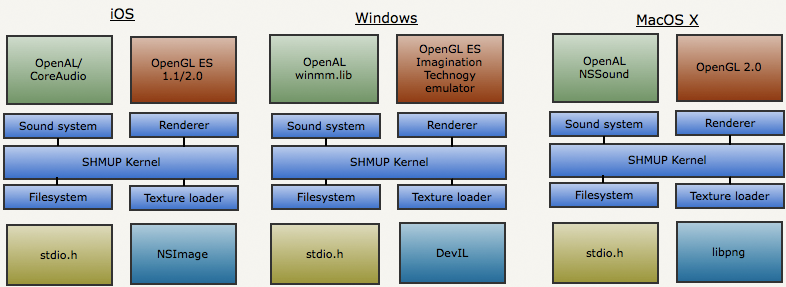 iOS
OpenAL/
CoreAudio
OpenGL ES
1.1/2.0
Sound system
Renderer
SHMUP Kernel
Filesystem
Texture loader
stdio.h
NSImage
Windows
OpenAL
winmn.lib
OpenGL ES
Imagination
Technogy
emulator
Sound system
Renderer
SHMUP Kernel
Filesystem
Texture loader
stdio.h
DevIL
MacOS X
OpenAL
NSSound
OpenGL 2.0
Sound system
Renderer
SHMUP Kernel
Filesystem
Texture loader
stdio.h
libpng